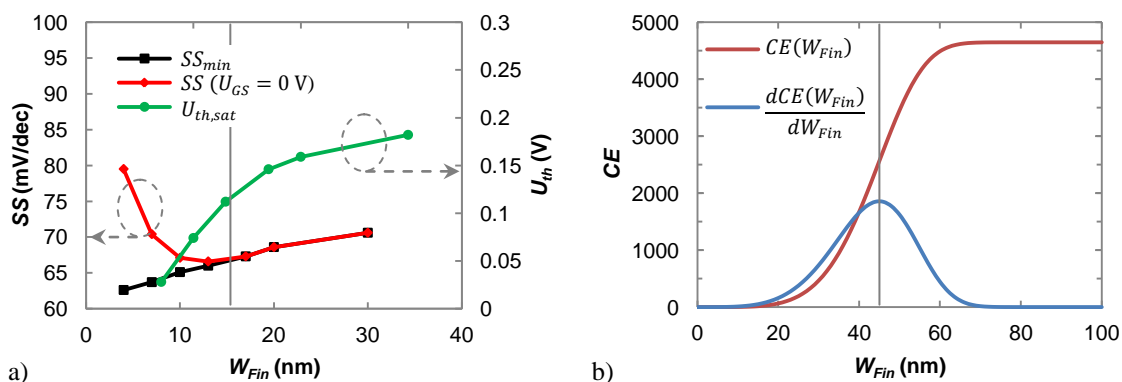 100
95
90
85
80
75
70
65
60
SS (mV/dec)
SS_min
SS (U_GS = 0 V)
U_th,sat
0.3
0.25
0.2
0.15
0.1
0.05
0
U_th (V)
0 10 20 30 40
W_Fin (nm)
a)
5000
4000
3000
2000
1000
0
CE
CE(W_Fin)
dCE(W_Fin)
dW_Fin
0 20 40 60 80 100
W_Fin (nm)
b)